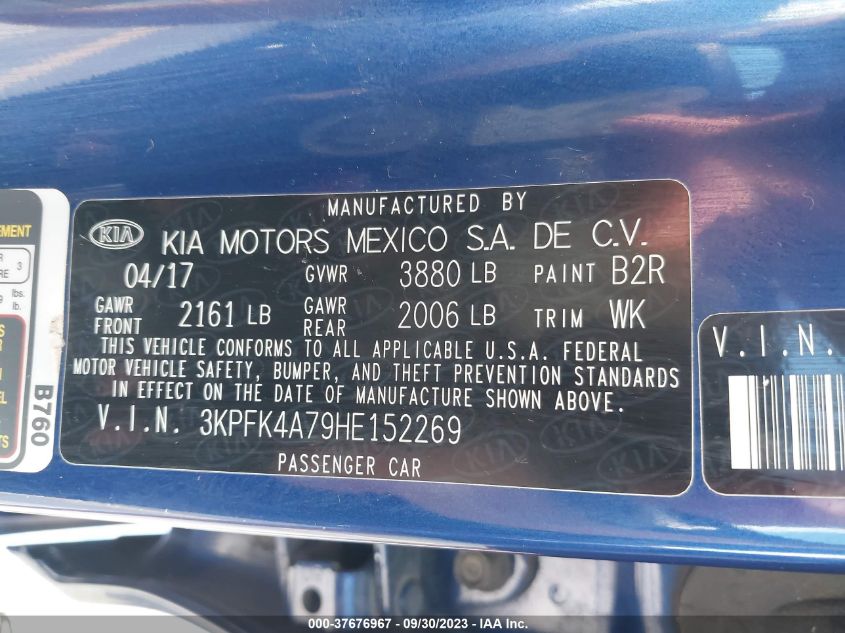 MANUFACTURED BY
KIA KIA MOTORS MEXICO S.A. DE C.V.
04/17 GVWR 3880 LB PAINT B2R
GAWR FRONT 2161 LB GAWR REAR 2006 LB TRIM WK
THIS VEHICLE CONFORMS TO ALL APPLICABLE U.S.A. FEDERAL
MOTOR VEHICLE SAFETY, BUMPER, AND THEFT PREVENTION STANDARDS
IN EFFECT ON THE DATE OF MANUFACTURE SHOWN ABOVE.
V.I.N. 3KPFK4A79HE152269
PASSENGER CAR
3
lbs.
lb.
B760
V.I.N.
000-37676967 - 09/30/2023 - IAA Inc.